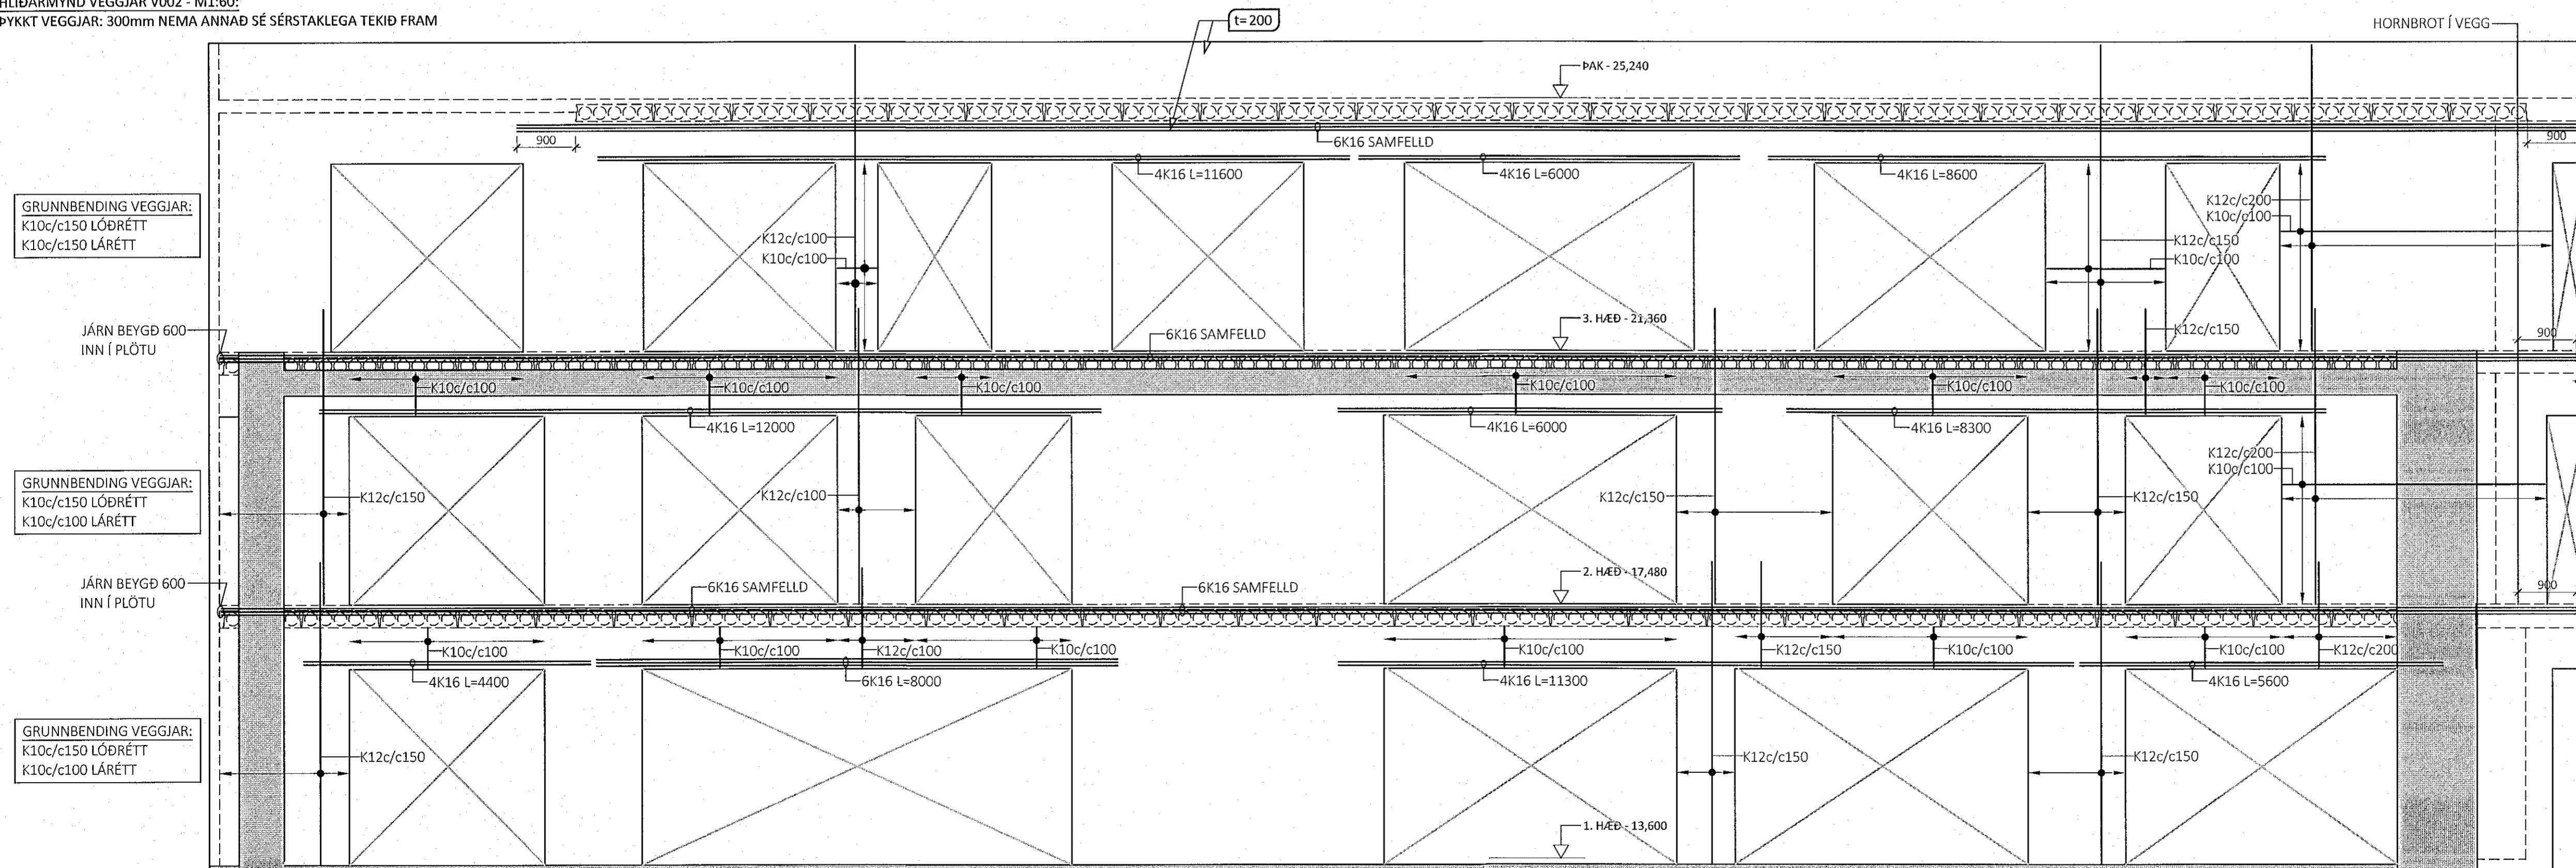 HLIÐARMYND VEGGJAR V002 - M1:60:
ÞYKKT VEGGJAR: 300mm NEMA ANNAÐ SÉ SÉRSTAKLEGA TEKIÐ FRAM
t=200
HORNBROT Í VEGG
ÞAK - 25,240
900
6K16 SAMFELLD
900
4K16 L=11600
4K16 L=6000
4K16 L=8600
GRUNNBENDING VEGGJAR:
K10c/c150 LÓÐRÉTT
K10c/c150 LÁRÉTT
K12c/c100
K10c/c100
K12c/c200
K10c/c100
K12c/c150
K10c/c100
JÁRN BEYGÐ 600
INN Í PLÖTU
6K16 SAMFELLD
3. HÆÐ - 21,360
K12c/c150
900
K10c/c100
K10c/c100
K10c/c100
K10c/c100
K10c/c100
K10c/c100
4K16 L=12000
4K16 L=6000
4K16 L=8300
GRUNNBENDING VEGGJAR:
K10c/c150 LÓÐRÉTT
K10c/c100 LÁRÉTT
K12c/c150
K12c/c100
K12c/c150
K12c/c150
K12c/c200
K10c/c100
JÁRN BEYGÐ 600
INN Í PLÖTU
6K16 SAMFELLD
6K16 SAMFELLD
2. HÆÐ - 17,480
900
K10c/c100
K10c/c100
K12c/c100
K10c/c100
K10c/c100
K12c/c150
K10c/c100
K10c/c100
K12c/c200
4K16 L=4400
6K16 L=8000
4K16 L=11300
4K16 L=5600
GRUNNBENDING VEGGJAR:
K10c/c150 LÓÐRÉTT
K10c/c100 LÁRÉTT
K12c/c150
K12c/c150
K12c/c150
1. HÆÐ - 13,600